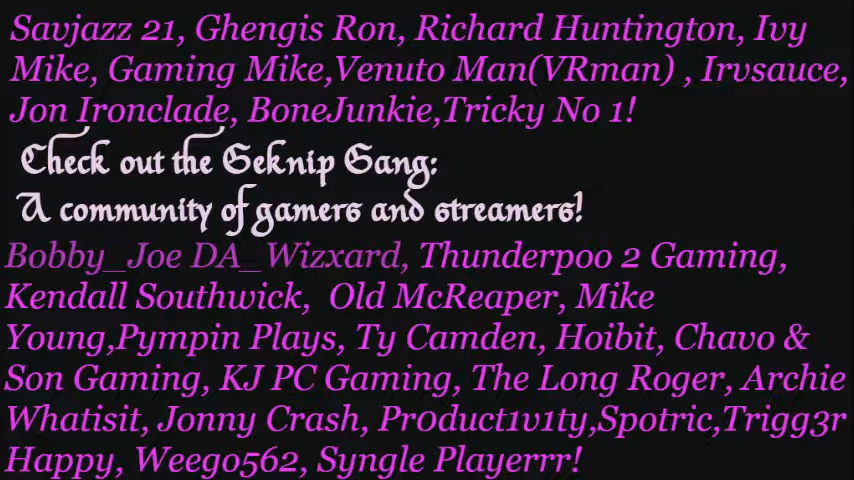 Savjazz 21, Ghengis Ron, Richard Huntington, Ivy
Mike, Gaming Mike,Venuto Man(VRman) , Irvsauce,
Jon Ironclade, BoneJunkie,Tricky No 1!
Check out the Geknip Gang:
A community of gamers and streamers!
Bobby_Joe DA_Wizxard, Thunderpoo 2 Gaming,
Kendall Southwick,  Old McReaper, Mike
Young,Pympin Plays, Ty Camden, Hoibit, Chavo &
Son Gaming, KJ PC Gaming, The Long Roger, Archie
Whatisit, Jonny Crash, Pr0duct1v1ty,Spotric,Trigg3r
Happy, Weego562, Syngle Playerrr!